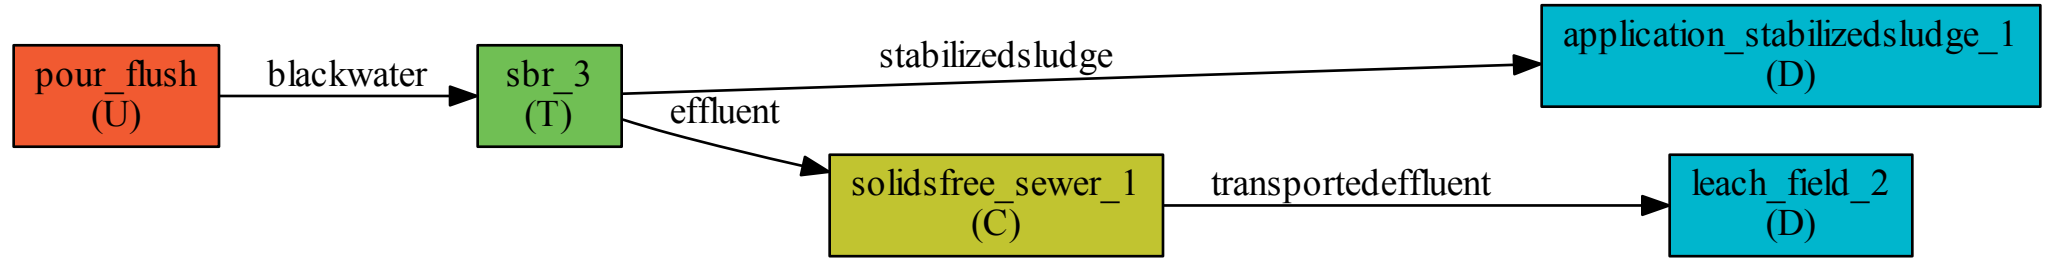 pour_flush
(U)
blackwater
sbr_3
(T)
stabilizedsludge
effluent
application_stabilizedsludge_1
(D)
solidsfree_sewer_1
(C)
transportedeffluent
leach_field_2
(D)